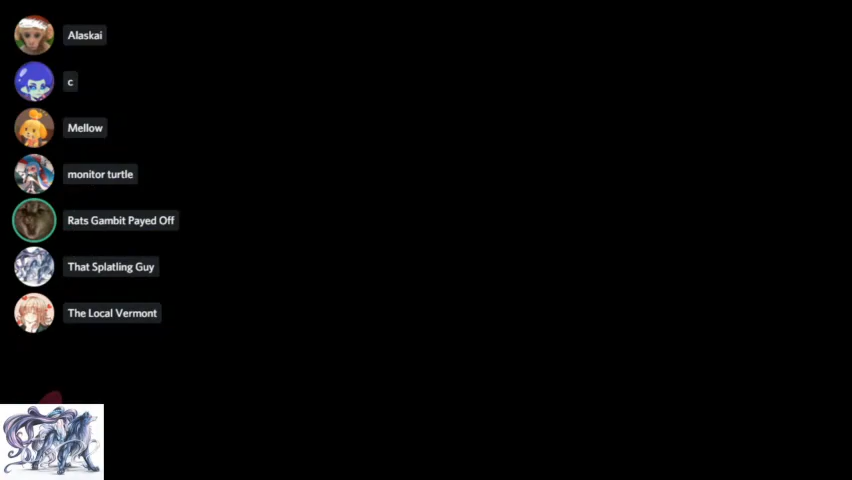 Alaskai
c
Mellow
monitor turtle
Rats Gambit Payed Off
That Splatling Guy
The Local Vermont